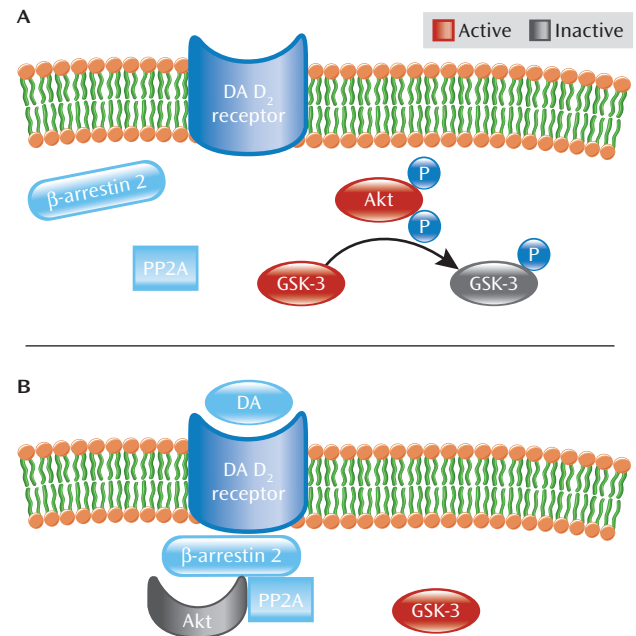 A
Active
Inactive
DA D₂
receptor
β-arrestin 2
P
Akt
P
P
PP2A
GSK-3
GSK-3
B
DA
DA D₂
receptor
β-arrestin 2
Akt
PP2A
GSK-3